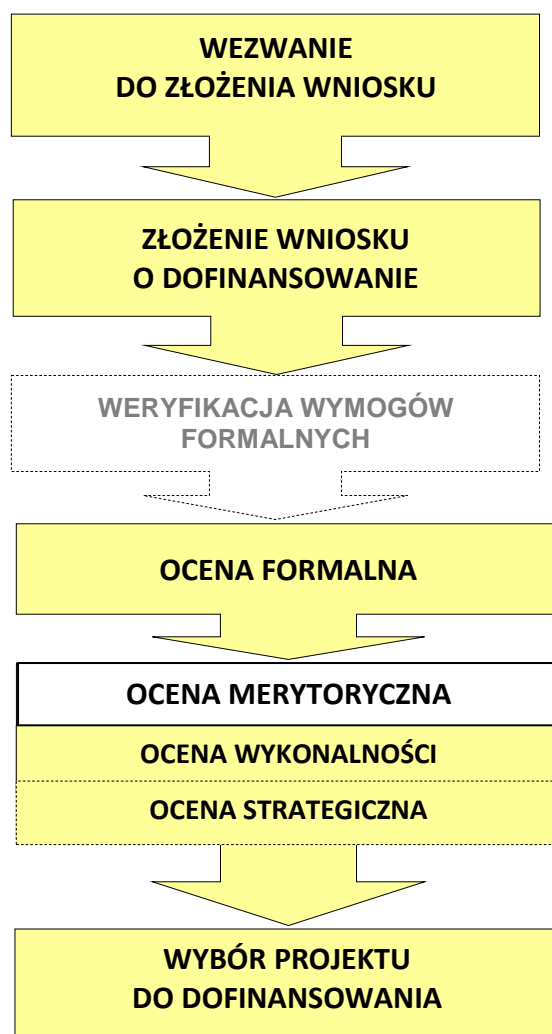 WEZWANIE
DO ZŁOŻENIA WNIOSKU
ZŁOŻENIE WNIOSKU
O DOFINANSOWANIE
WERYFIKACJA WYMOGÓW
FORMALNYCH
OCENA FORMALNA
OCENA MERYTORYCZNA
OCENA WYKONALNOŚCI
OCENA STRATEGICZNA
WYBÓR PROJEKTU
DO DOFINANSOWANIA